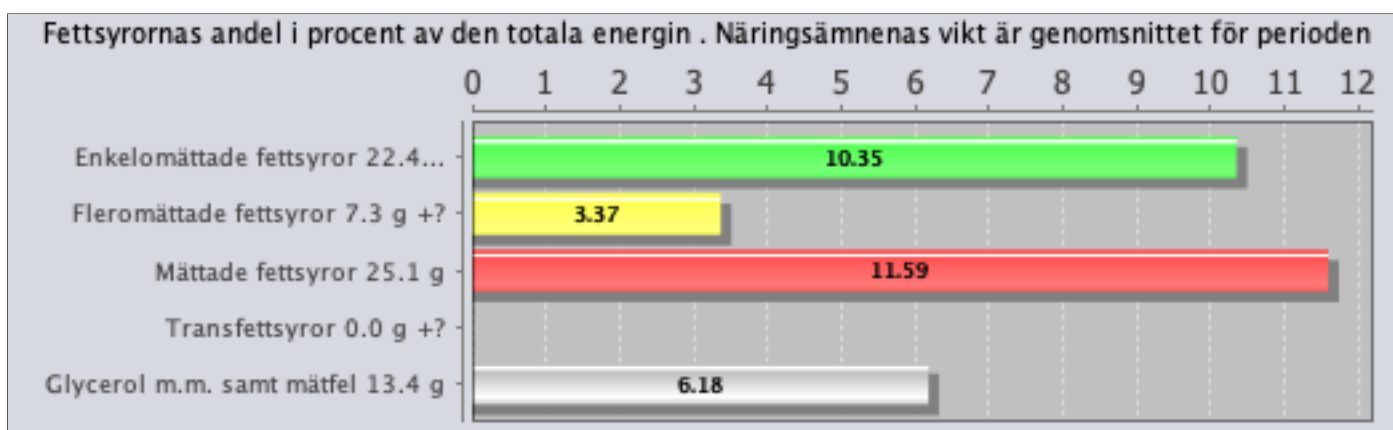 Fettsyrornas andel i procent av den totala energin . Näringsämnenas vikt är genomsnittet för perioden
0 1 2 3 4 5 6 7 8 9 10 11 12
Enkelomättade fettsyror 22.4... 10.35
Fleromättade fettsyror 7.3 g +? 3.37
Mättade fettsyror 25.1 g 11.59
Transfettsyror 0.0 g +?
Glycerol m.m. samt mätfel 13.4 g 6.18